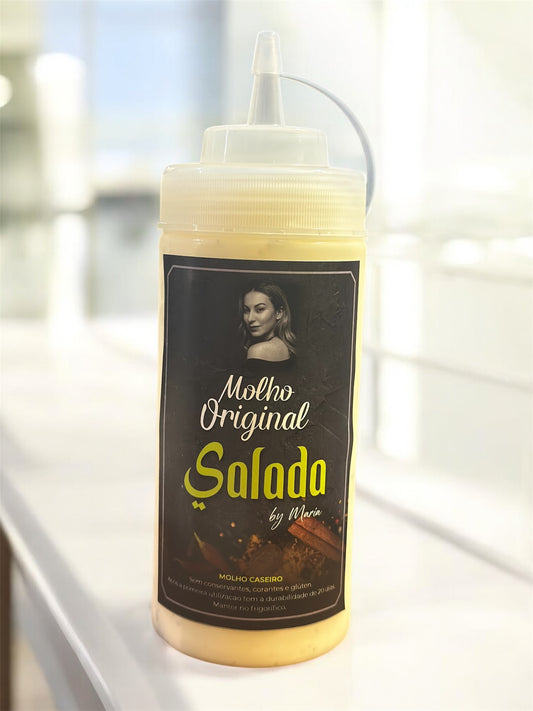 Molho
Original
Salada
by Maria
MOLHO CASEIRO
Sem conservantes, corantes e glúten.
Após a primeira utilização tem a durabilidade de 20 dias.
Manter no frigorífico.